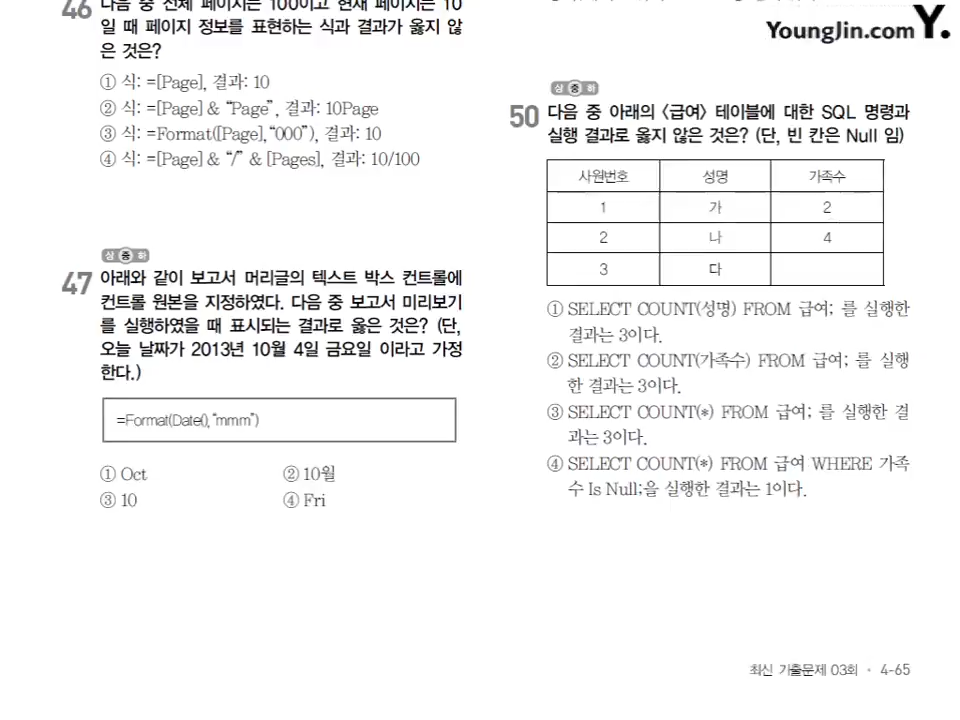 46 다음 중 전체 페이지는 100이고 현재 페이지는 10
일 때 페이지 정보를 표현하는 식과 결과가 옳지 않
은 것은?
① 식: =[Page], 결과: 10
② 식: =[Page] & “Page”, 결과: 10Page
③ 식: =Format([Page],“000”), 결과: 10
④ 식: =[Page] & “/” & [Pages], 결과: 10/100
상 중 하
47 아래와 같이 보고서 머리글의 텍스트 박스 컨트롤에
컨트롤 원본을 지정하였다. 다음 중 보고서 미리보기
를 실행하였을 때 표시되는 결과로 옳은 것은? (단,
오늘 날짜가 2013년 10월 4일 금요일 이라고 가정
한다.)
=Format(Date(),“mmm”)
① Oct ② 10월
③ 10 ④ Fri
YoungJin.com Y.
상 중 하
50 다음 중 아래의 <급여> 테이블에 대한 SQL 명령과
실행 결과로 옳지 않은 것은? (단, 빈 칸은 Null 임)
사원번호 성명 가족수
1 가 2
2 나 4
3 다
① SELECT COUNT(성명) FROM 급여; 를 실행한
결과는 3이다.
② SELECT COUNT(가족수) FROM 급여; 를 실행
한 결과는 3이다.
③ SELECT COUNT(*) FROM 급여; 를 실행한 결
과는 3이다.
④ SELECT COUNT(*) FROM 급여 WHERE 가족
수 Is Null;을 실행한 결과는 1이다.
최신 기출문제 03회 • 4-65